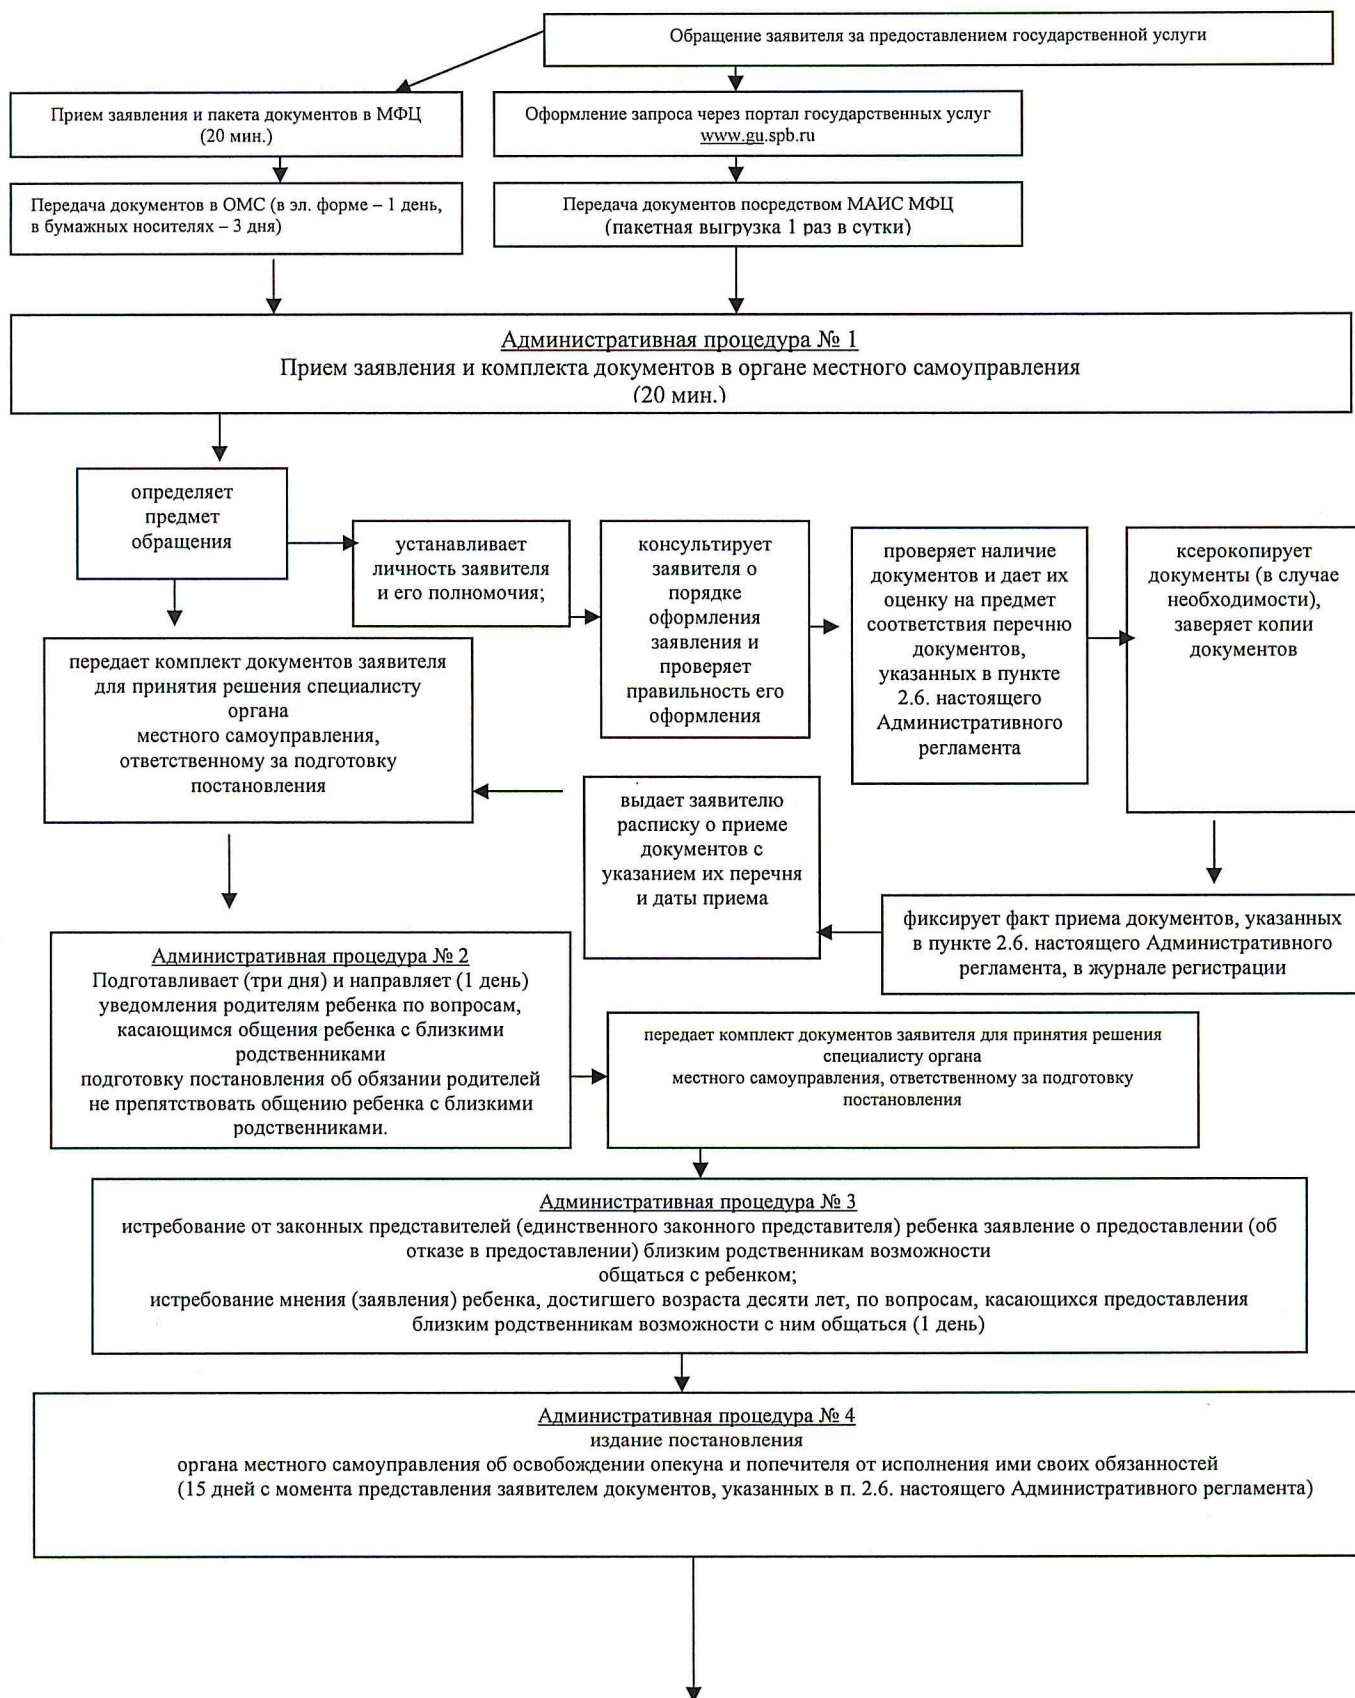 Обращение заявителя за предоставлением государственной услуги
Прием заявления и пакета документов в МФЦ
(20 мин.)
Оформление запроса через портал государственных услуг
www.gu.spb.ru
Передача документов в ОМС (в эл. форме – 1 день,
в бумажных носителях – 3 дня)
Передача документов посредством МАИС МФЦ
(пакетная выгрузка 1 раз в сутки)
Административная процедура № 1
Прием заявления и комплекта документов в органе местного самоуправления
(20 мин.)
определяет
предмет
обращения
устанавливает
личность заявителя
и его полномочия;
консультирует
заявителя о
порядке
оформления
заявления и
проверяет
правильность его
оформления
проверяет наличие
документов и дает их
оценку на предмет
соответствия перечню
документов,
указанных в пункте
2.6. настоящего
Административного
регламента
ксерокопирует
документы (в случае
необходимости),
заверяет копии
документов
передает комплект документов заявителя
для принятия решения специалисту
органа
местного самоуправления,
ответственному за подготовку
постановления
выдает заявителю
расписку о приеме
документов с
указанием их перечня
и даты приема
фиксирует факт приема документов, указанных
в пункте 2.6. настоящего Административного
регламента, в журнале регистрации
Административная процедура № 2
Подготавливает (три дня) и направляет (1 день)
уведомления родителям ребенка по вопросам,
касающимся общения ребенка с близкими
родственниками
подготовку постановления об обязании родителей
не препятствовать общению ребенка с близкими
родственниками.
передает комплект документов заявителя для принятия решения
специалисту органа
местного самоуправления, ответственному за подготовку
постановления
Административная процедура № 3
истребование от законных представителей (единственного законного представителя) ребенка заявление о предоставлении (об
отказе в предоставлении) близким родственникам возможности
общаться с ребенком;
истребование мнения (заявления) ребенка, достигшего возраста десяти лет, по вопросам, касающихся предоставления
близким родственникам возможности с ним общаться (1 день)
Административная процедура № 4
издание постановления
органа местного самоуправления об освобождении опекуна и попечителя от исполнения ими своих обязанностей
(15 дней с момента представления заявителем документов, указанных в п. 2.6. настоящего Административного регламента)